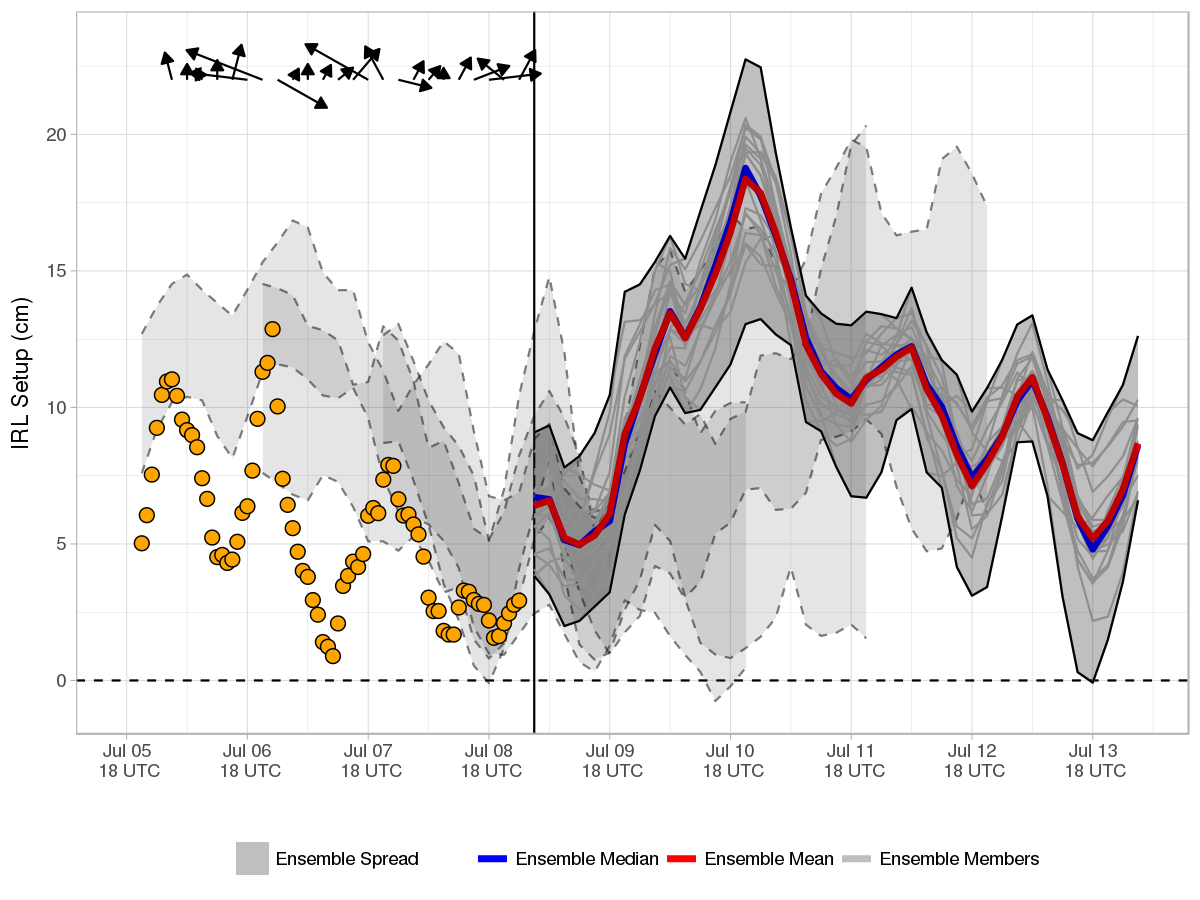 IRL Setup (cm)
20
15
10
5
0
Jul 05 Jul 06 Jul 07 Jul 08 Jul 09 Jul 10 Jul 11 Jul 12 Jul 13
18 UTC 18 UTC 18 UTC 18 UTC 18 UTC 18 UTC 18 UTC 18 UTC 18 UTC
Ensemble Spread Ensemble Median Ensemble Mean Ensemble Members